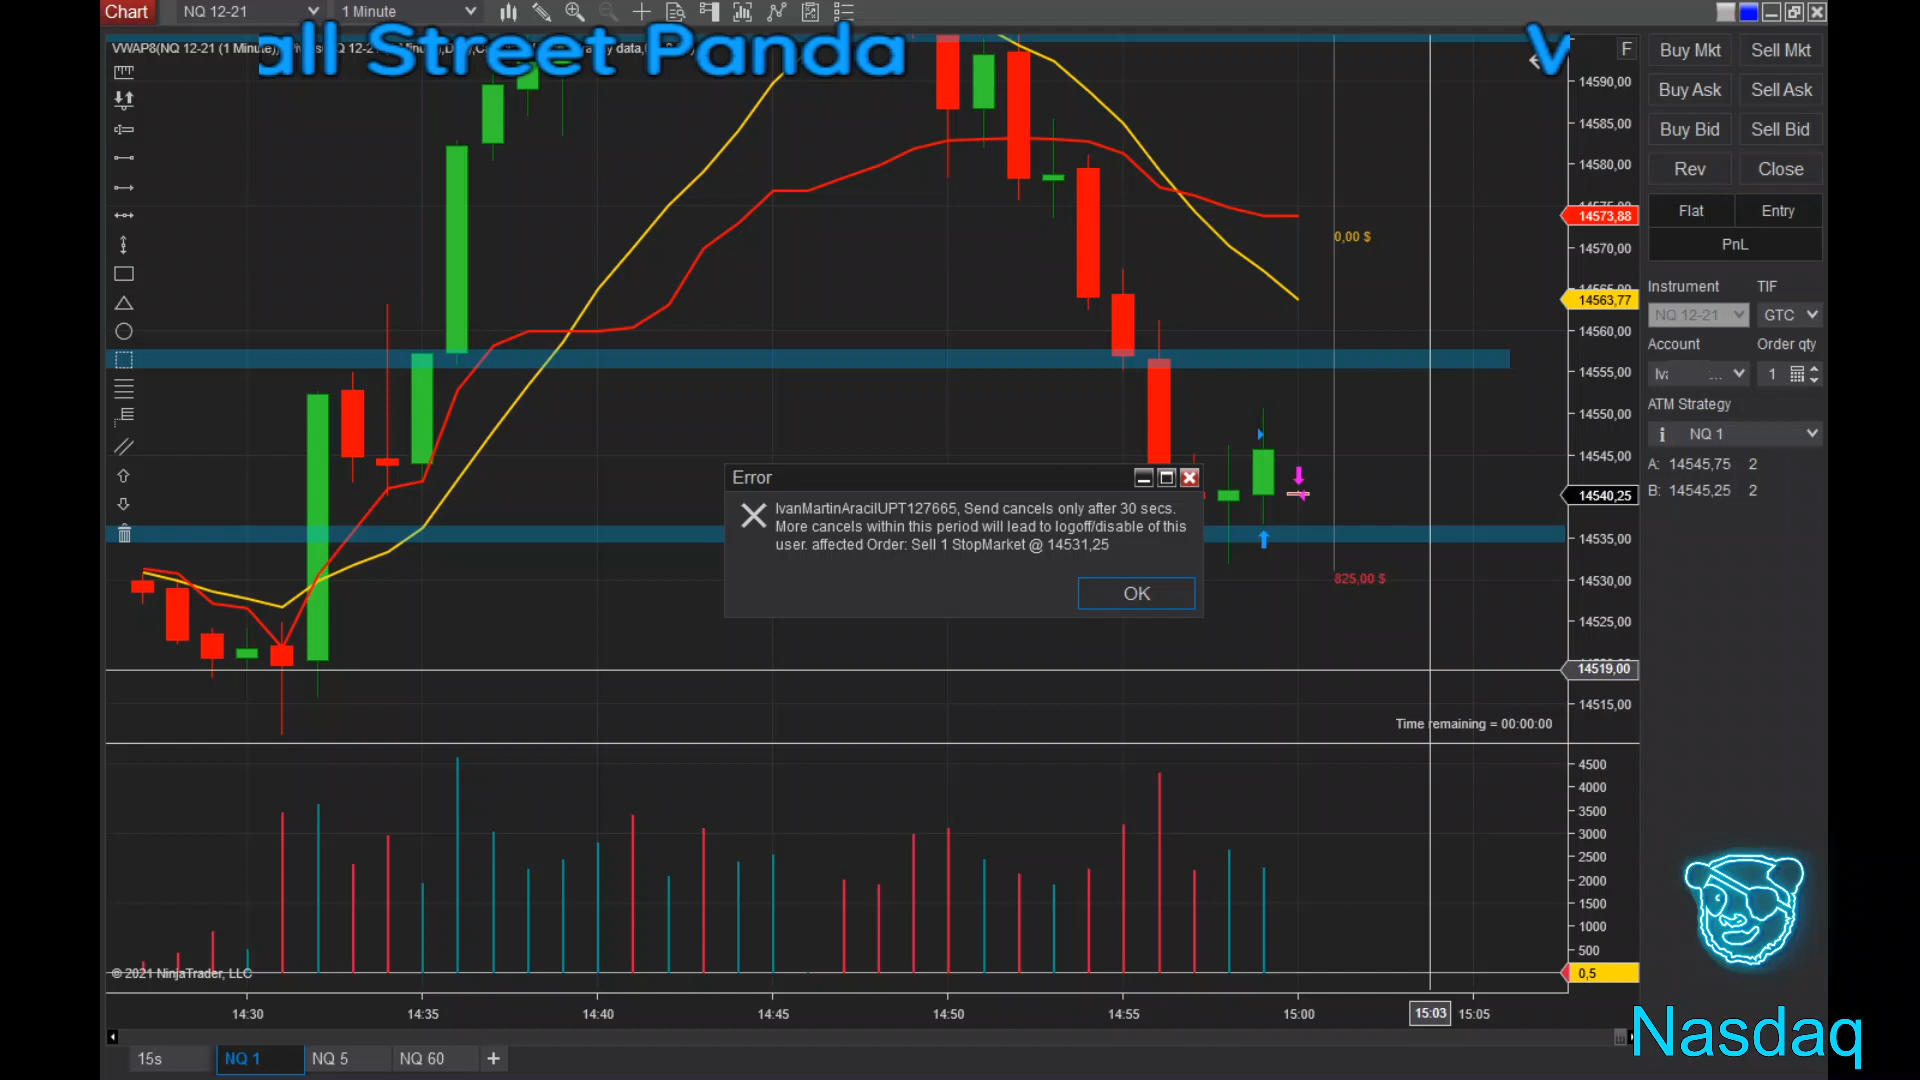 Chart
NQ 12-21
1 Minute
all Street Panda
F
Buy Mkt
Sell Mkt
Buy Ask
Sell Ask
Buy Bid
Sell Bid
Rev
Close
Flat
Entry
PnL
Instrument
TIF
NQ 12-21
GTC
Account
Order qty
1
ATM Strategy
NQ 1
A: 14545,75 2
B: 14545,25 2
14590,00
14585,00
14580,00
14573,88
14570,00
14563,77
14560,00
14555,00
14550,00
14545,00
14540,25
14535,00
14530,00
14525,00
14519,00
14515,00
0,00 $
825,00 $
Error
IvanMartinAracilUPT127665, Send cancels only after 30 secs.
More cancels within this period will lead to logoff/disable of this
user. affected Order: Sell 1 StopMarket @ 14531,25
OK
Time remaining = 00:00:00
4500
4000
3500
3000
2500
2000
1500
1000
500
0,5
© 2021 NinjaTrader, LLC
14:30
14:35
14:40
14:45
14:50
14:55
15:00
15:03
15:05
15s
NQ 1
NQ 5
NQ 60
+
Nasdaq